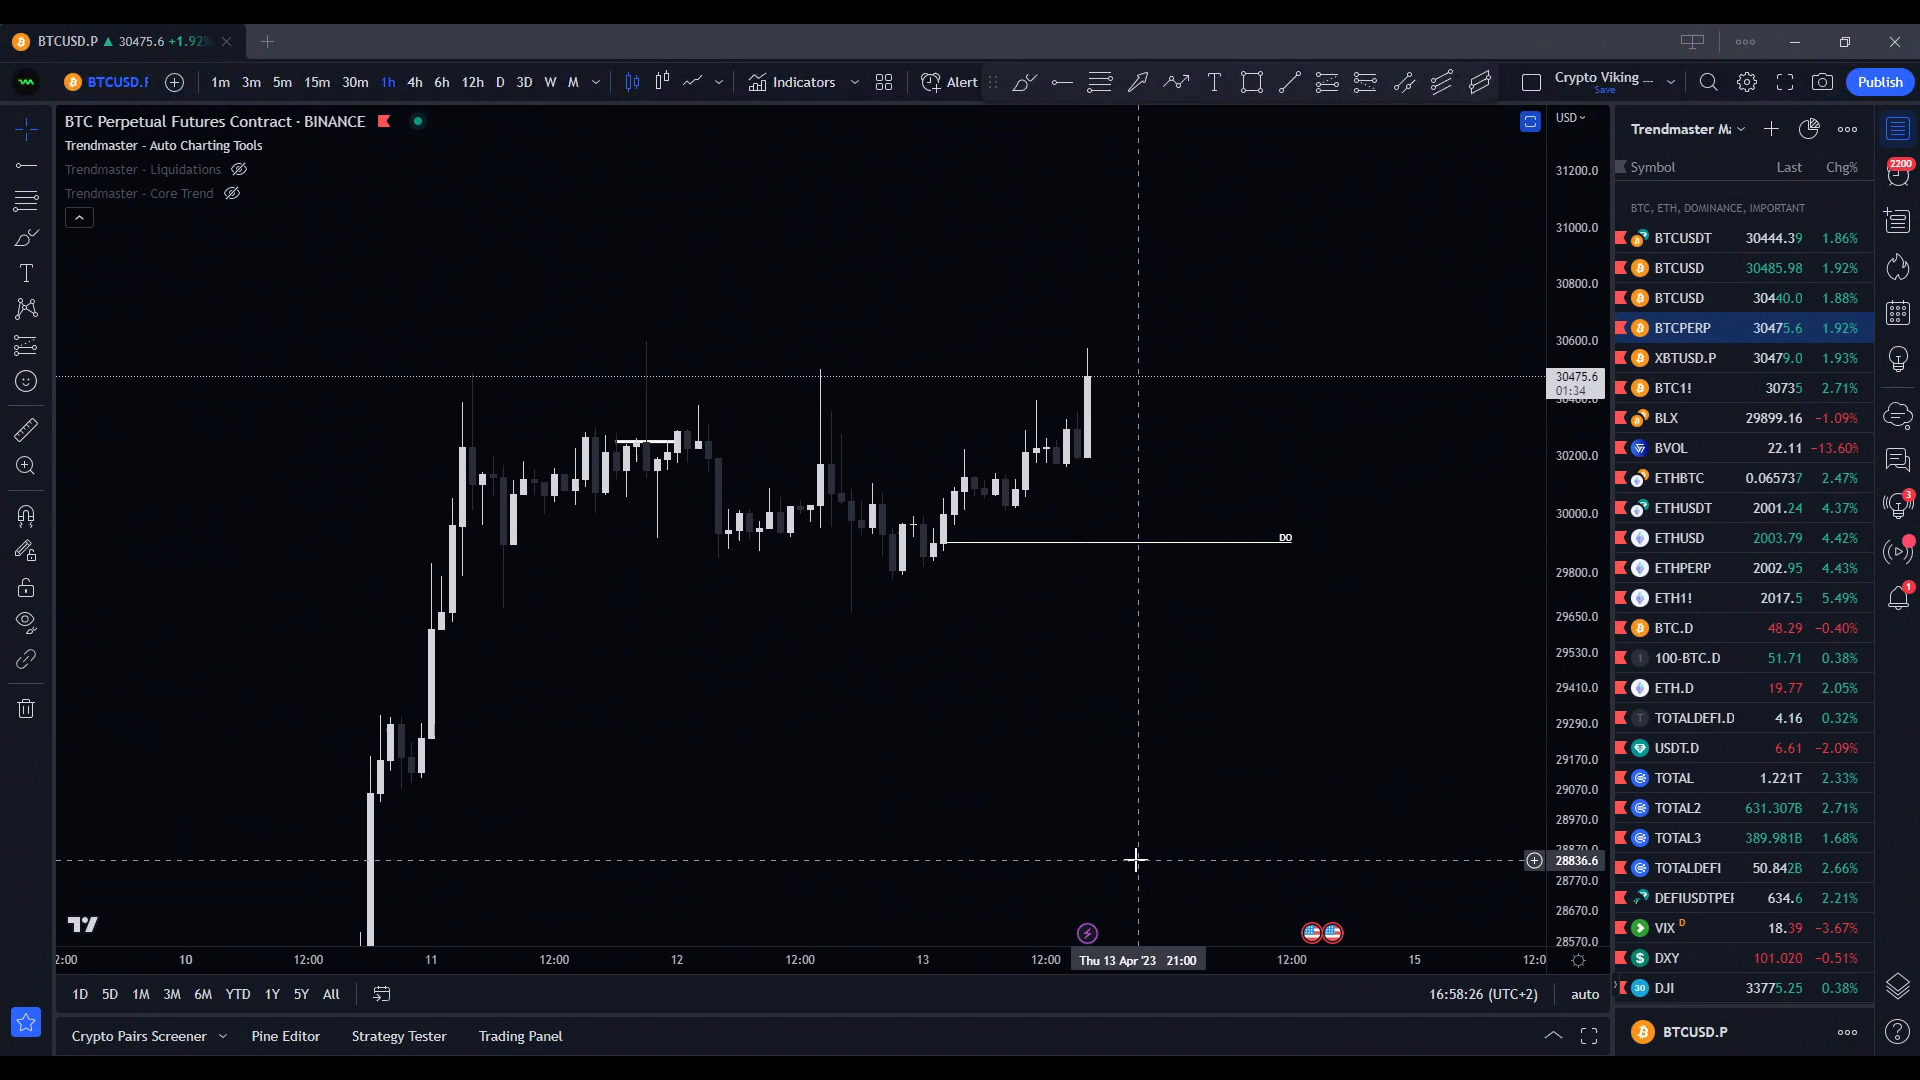 BTCUSD.P ▲ 30475.6 +1.92%
BTCUSD.P 1m 3m 5m 15m 30m 1h 4h 6h 12h D 3D W M Indicators Alert Crypto Viking ... Publish
Save
BTC Perpetual Futures Contract · BINANCE
Trendmaster - Auto Charting Tools
Trendmaster - Liquidations
Trendmaster - Core Trend
USD
31200.0
31000.0
30800.0
30600.0
30475.6
01:34
30400.0
30200.0
30000.0
DO
29800.0
29650.0
29530.0
29410.0
29290.0
29170.0
29070.0
28970.0
28870.0
28836.6
28770.0
28670.0
28570.0
2:00 10 12:00 11 12:00 12 12:00 13 12:00 Thu 13 Apr '23 21:00 12:00 15 12:0
1D 5D 1M 3M 6M YTD 1Y 5Y All 16:58:26 (UTC+2) auto
Crypto Pairs Screener Pine Editor Strategy Tester Trading Panel
Trendmaster
Symbol Last Chg%
BTC, ETH, DOMINANCE, IMPORTANT
BTCUSDT 30444.39 1.86%
BTCUSD 30485.98 1.92%
BTCUSD 30440.0 1.88%
BTCPERP 30475.6 1.92%
XBTUSD.P 30479.0 1.93%
BTC1! 30735 2.71%
BLX 29899.16 −1.09%
BVOL 22.11 −13.60%
ETHBTC 0.065737 2.47%
ETHUSDT 2001.24 4.37%
ETHUSD 2003.79 4.42%
ETHPERP 2002.95 4.43%
ETH1! 2017.5 5.49%
BTC.D 48.29 −0.40%
100-BTC.D 51.71 0.38%
ETH.D 19.77 2.05%
TOTALDEFI.D 4.16 0.32%
USDT.D 6.61 −2.09%
TOTAL 1.221T 2.33%
TOTAL2 631.307B 2.71%
TOTAL3 389.981B 1.68%
TOTALDEFI 50.842B 2.66%
DEFIUSDTPER 634.6 2.21%
VIX D 18.39 −3.67%
DXY 101.020 −0.51%
30 DJI 33775.25 0.38%
BTCUSD.P
2200
3
1